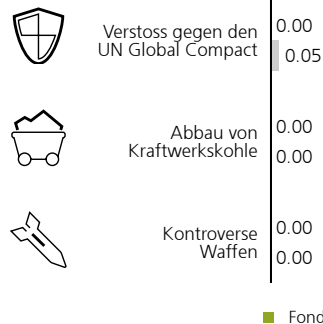 Verstoss gegen den
UN Global Compact
0.00
0.05
Abbau von
Kraftwerkskohle
0.00
0.00
Kontroverse
Waffen
0.00
0.00